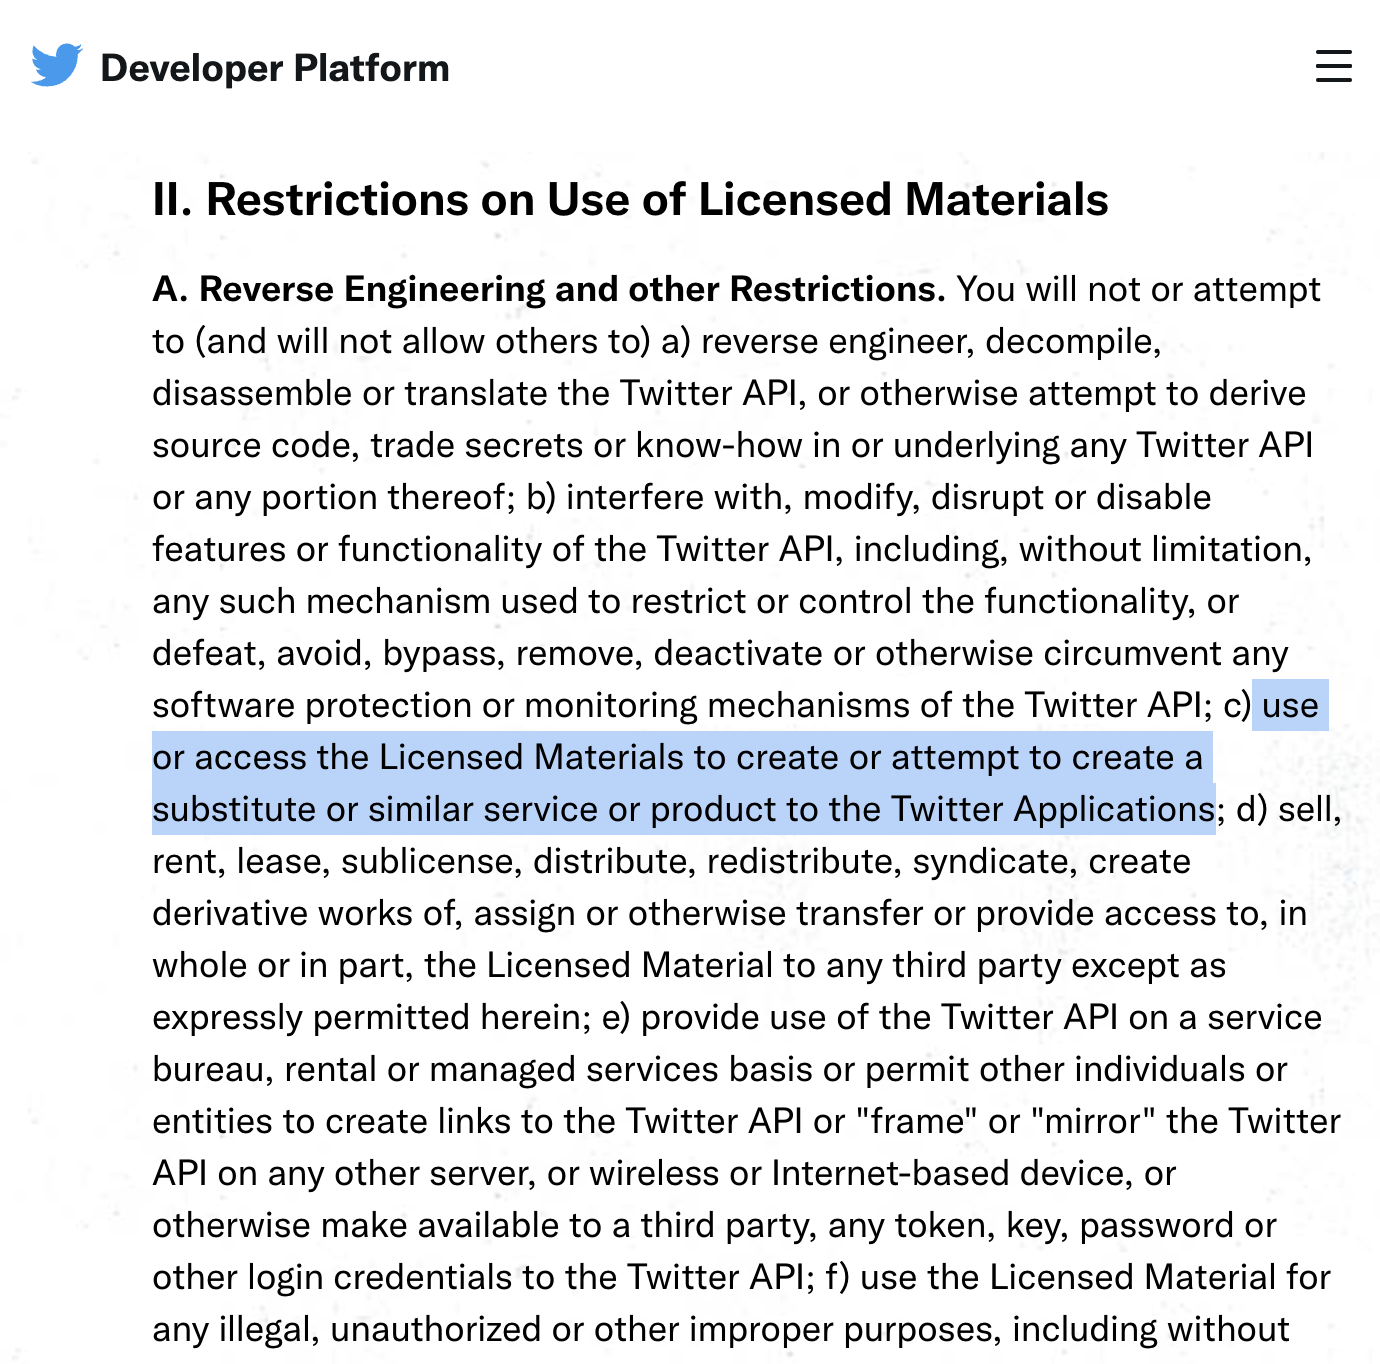 Developer Platform
II. Restrictions on Use of Licensed Materials
A. Reverse Engineering and other Restrictions. You will not or attempt
to (and will not allow others to) a) reverse engineer, decompile,
disassemble or translate the Twitter API, or otherwise attempt to derive
source code, trade secrets or know-how in or underlying any Twitter API
or any portion thereof; b) interfere with, modify, disrupt or disable
features or functionality of the Twitter API, including, without limitation,
any such mechanism used to restrict or control the functionality, or
defeat, avoid, bypass, remove, deactivate or otherwise circumvent any
software protection or monitoring mechanisms of the Twitter API; c) use
or access the Licensed Materials to create or attempt to create a
substitute or similar service or product to the Twitter Applications; d) sell,
rent, lease, sublicense, distribute, redistribute, syndicate, create
derivative works of, assign or otherwise transfer or provide access to, in
whole or in part, the Licensed Material to any third party except as
expressly permitted herein; e) provide use of the Twitter API on a service
bureau, rental or managed services basis or permit other individuals or
entities to create links to the Twitter API or "frame" or "mirror" the Twitter
API on any other server, or wireless or Internet-based device, or
otherwise make available to a third party, any token, key, password or
other login credentials to the Twitter API; f) use the Licensed Material for
any illegal, unauthorized or other improper purposes, including without